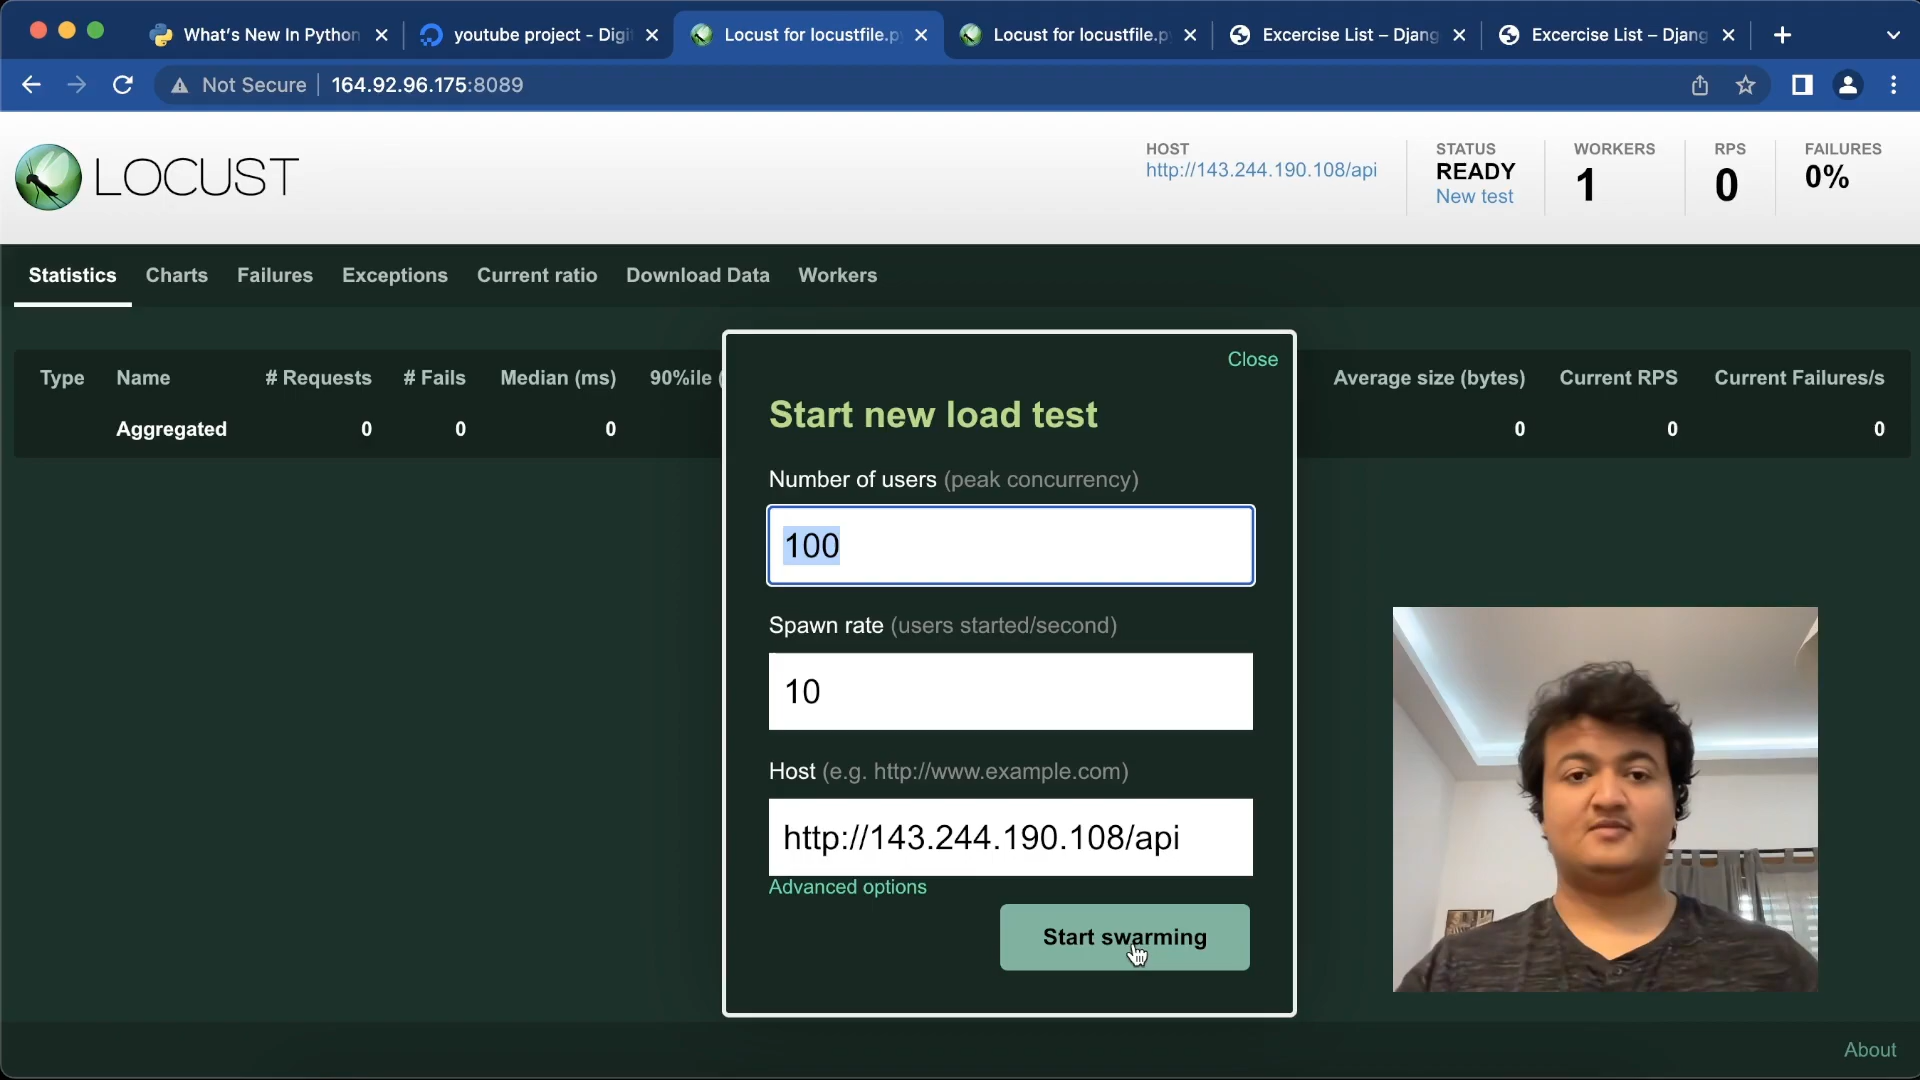 What's New In Python
youtube project - Digi
Locust for locustfile.p
Locust for locustfile.p
Excercise List – Djang
Excercise List – Djang
Not Secure
164.92.96.175:8089
LOCUST
HOST
http://143.244.190.108/api
STATUS
READY
New test
WORKERS
1
RPS
0
FAILURES
0%
Statistics
Charts
Failures
Exceptions
Current ratio
Download Data
Workers
Type
Name
# Requests
# Fails
Median (ms)
90%ile (
Average size (bytes)
Current RPS
Current Failures/s
Aggregated
0
0
0
0
0
0
Close
Start new load test
Number of users (peak concurrency)
100
Spawn rate (users started/second)
10
Host (e.g. http://www.example.com)
http://143.244.190.108/api
Advanced options
Start swarming
About